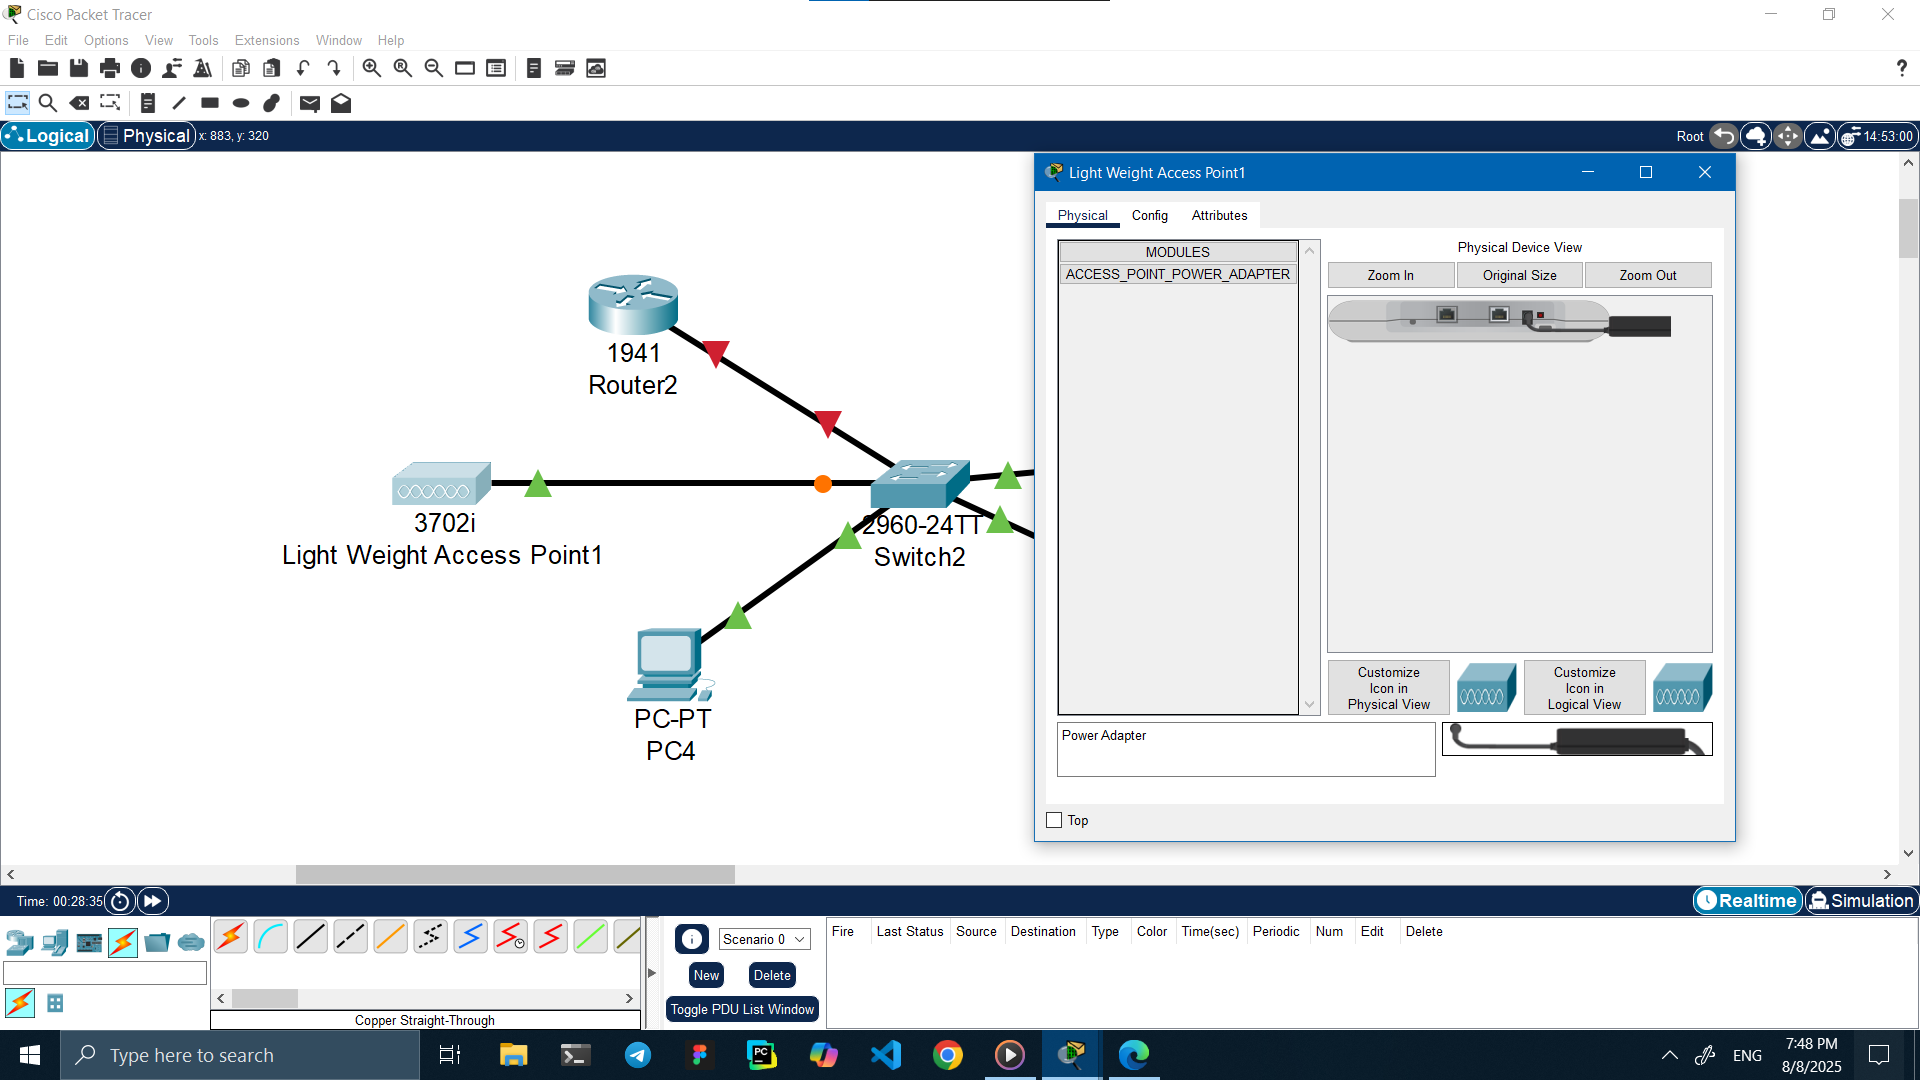 Cisco Packet Tracer
File Edit Options View Tools Extensions Window Help
Logical Physical x: 883, y: 320
Root 14:53:00
1941
Router2
3702i
Light Weight Access Point1
2960-24TT
Switch2
PC-PT
PC4
Light Weight Access Point1
Physical Config Attributes
MODULES
ACCESS_POINT_POWER_ADAPTER
Physical Device View
Zoom In Original Size Zoom Out
Customize
Icon in
Physical View
Customize
Icon in
Logical View
Power Adapter
Top
Time: 00:28:35
Realtime Simulation
Scenario 0
New Delete
Toggle PDU List Window
Fire Last Status Source Destination Type Color Time(sec) Periodic Num Edit Delete
Copper Straight-Through
Type here to search
PC
ENG
7:48 PM
8/8/2025